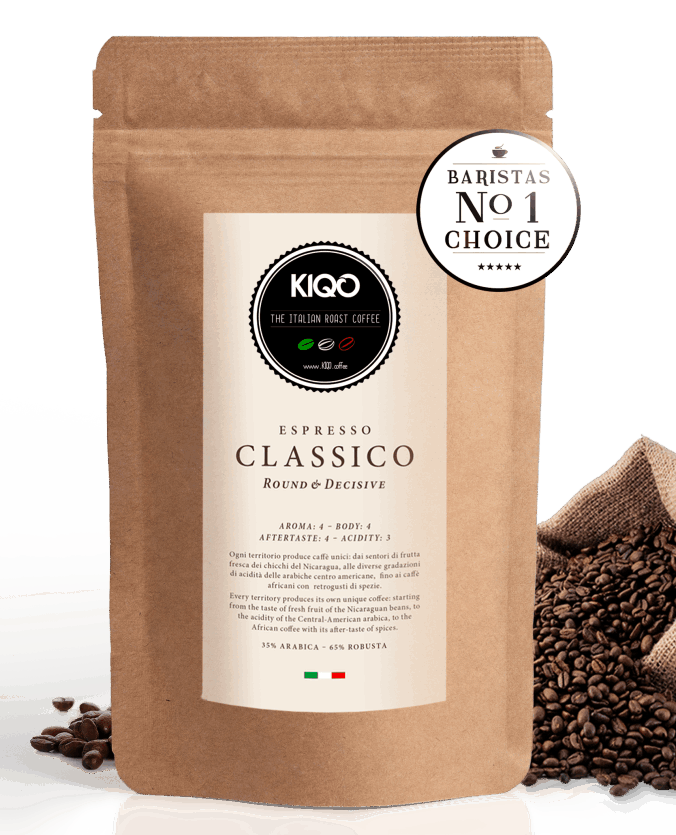 BARISTAS
No 1
CHOICE
KIQO
THE ITALIAN ROAST COFFEE
www.KIQO.coffee
ESPRESSO
CLASSICO
ROUND & DECISIVE
AROMA: 4 – BODY: 4
AFTERTASTE: 4 – ACIDITY: 3
Ogni territorio produce caffè unici: dai sentori di frutta
fresca dei chicchi del Nicaragua, alle diverse gradazioni
di acidità delle arabiche centro americane, fino ai caffè
africani con retrogusti di spezie.
Every territory produces its own unique coffee: starting
from the taste of fresh fruit of the Nicaraguan beans, to
the acidity of the Central-American arabica, to the
African coffee with its after-taste of spices.
35% ARABICA – 65% ROBUSTA